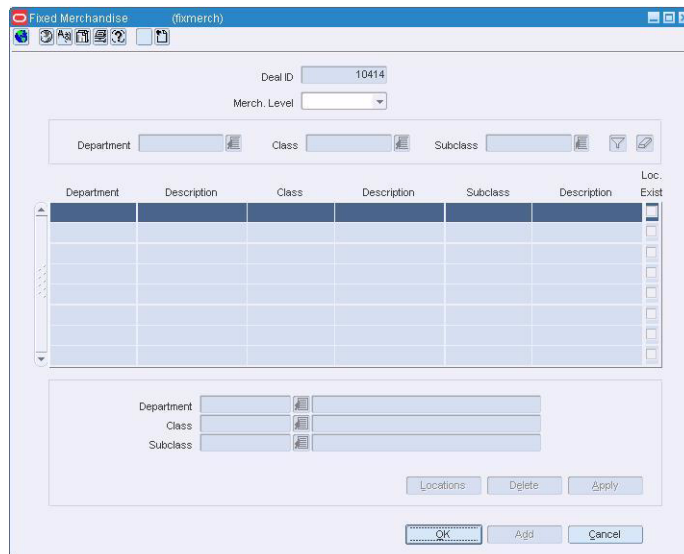 Fixed Merchandise (fixmerch)
Deal ID 10414
Merch. Level
Department Class Subclass
Loc.
Department Description Class Description Subclass Description Exist
Department
Class
Subclass
Locations Delete Apply
OK Add Cancel